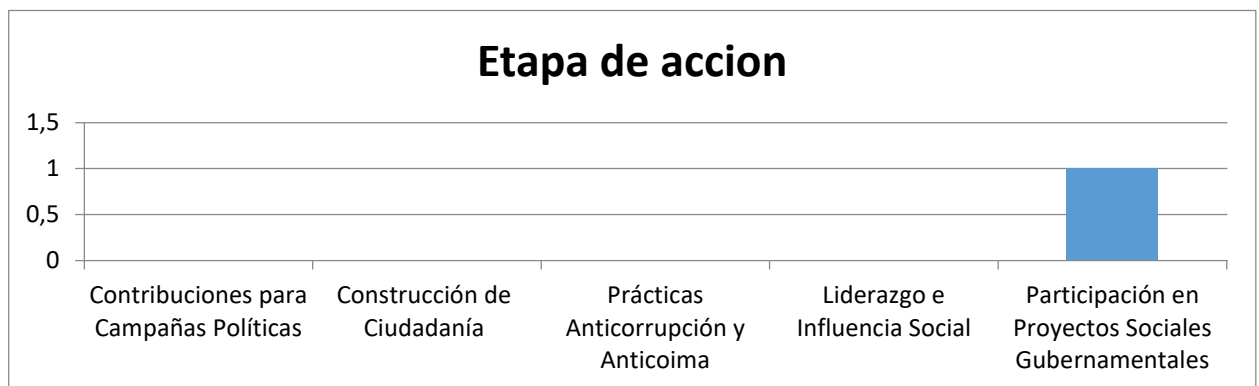 Etapa de accion
1,5
1
0,5
0
Contribuciones para
Campañas Políticas
Construcción de
Ciudadanía
Prácticas
Anticorrupción y
Anticoima
Liderazgo e
Influencia Social
Participación en
Proyectos Sociales
Gubernamentales